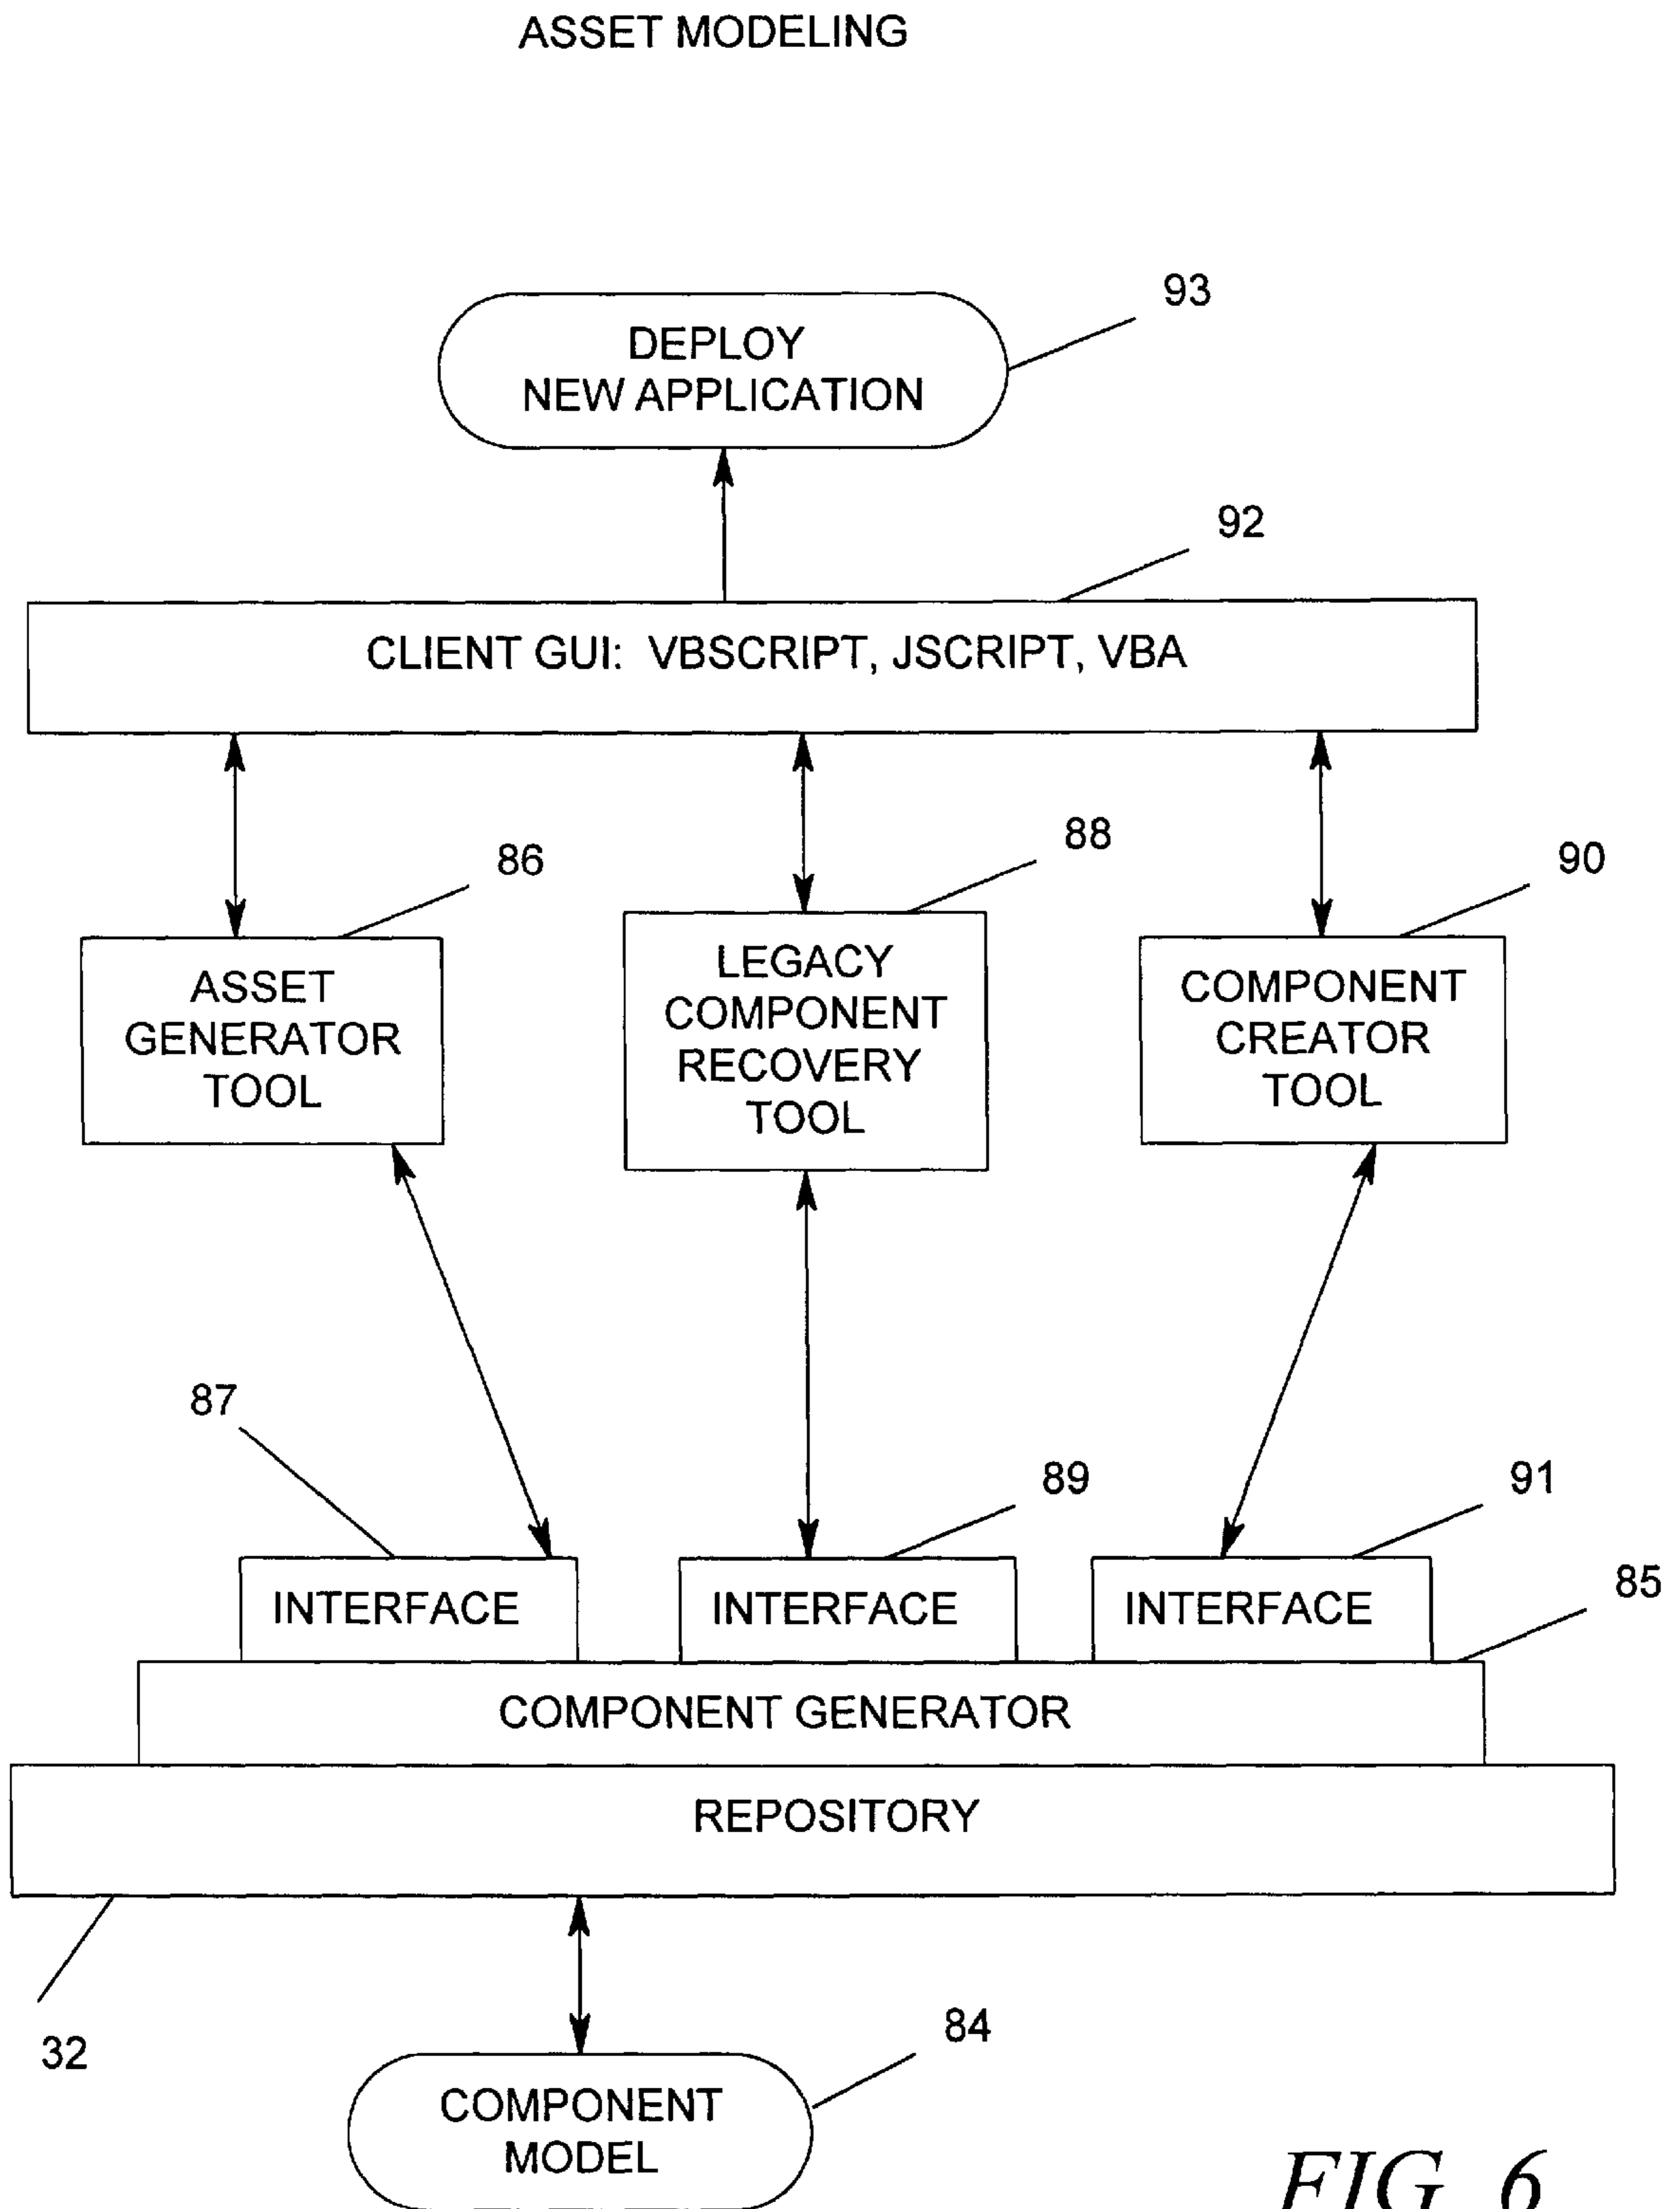 ASSET MODELING
93
DEPLOY
NEW APPLICATION
92
CLIENT GUI: VBSCRIPT, JSCRIPT, VBA
86
88
90
ASSET
GENERATOR
TOOL
LEGACY
COMPONENT
RECOVERY
TOOL
COMPONENT
CREATOR
TOOL
87
89
91
85
INTERFACE
INTERFACE
INTERFACE
COMPONENT GENERATOR
REPOSITORY
32
84
COMPONENT
MODEL
FIG. 6